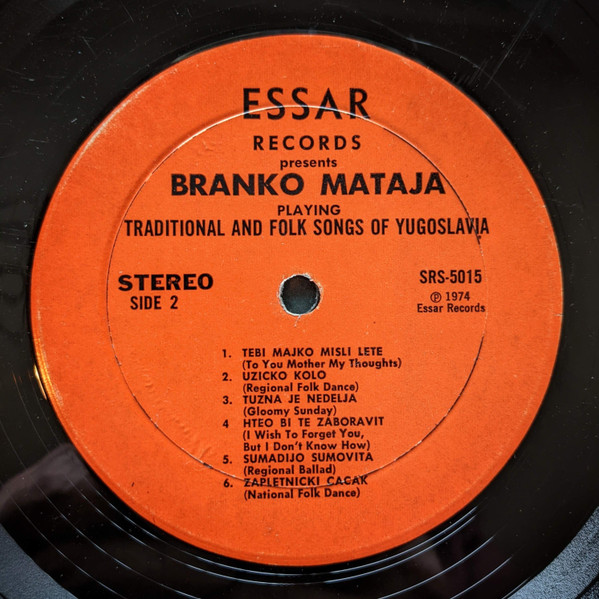 ESSAR
RECORDS
presents
BRANKO MATAJA
PLAYING
TRADITIONAL AND FOLK SONGS OF YUGOSLAVIA
STEREO
SIDE 2
SRS-5015
℗ 1974
Essar Records
1. TEBI MAJKO MISLI LETE
(To You Mother My Thoughts)
2. UZICKO KOLO
(Regional Folk Dance)
3. TUZNA JE NEDELJA
(Gloomy Sunday)
4 HTEO BI TE ZABORAVIT
(I Wish To Forget You,
But I Don't Know How)
5. SUMADIJO SUMOVITA
(Regional Ballad)
6. ZAPLETNICKI CACAK
(National Folk Dance)